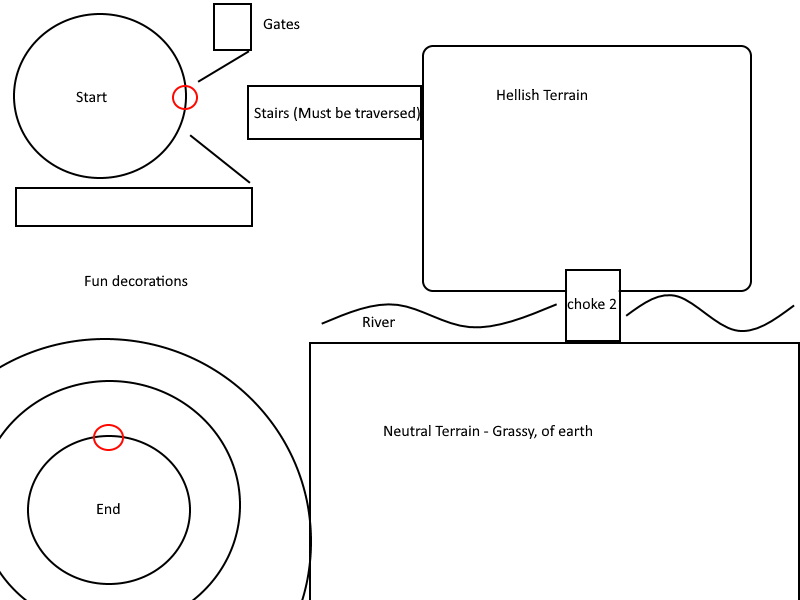 Gates
Start
Hellish Terrain
Stairs (Must be traversed)
Fun decorations
choke 2
River
Neutral Terrain - Grassy, of earth
End